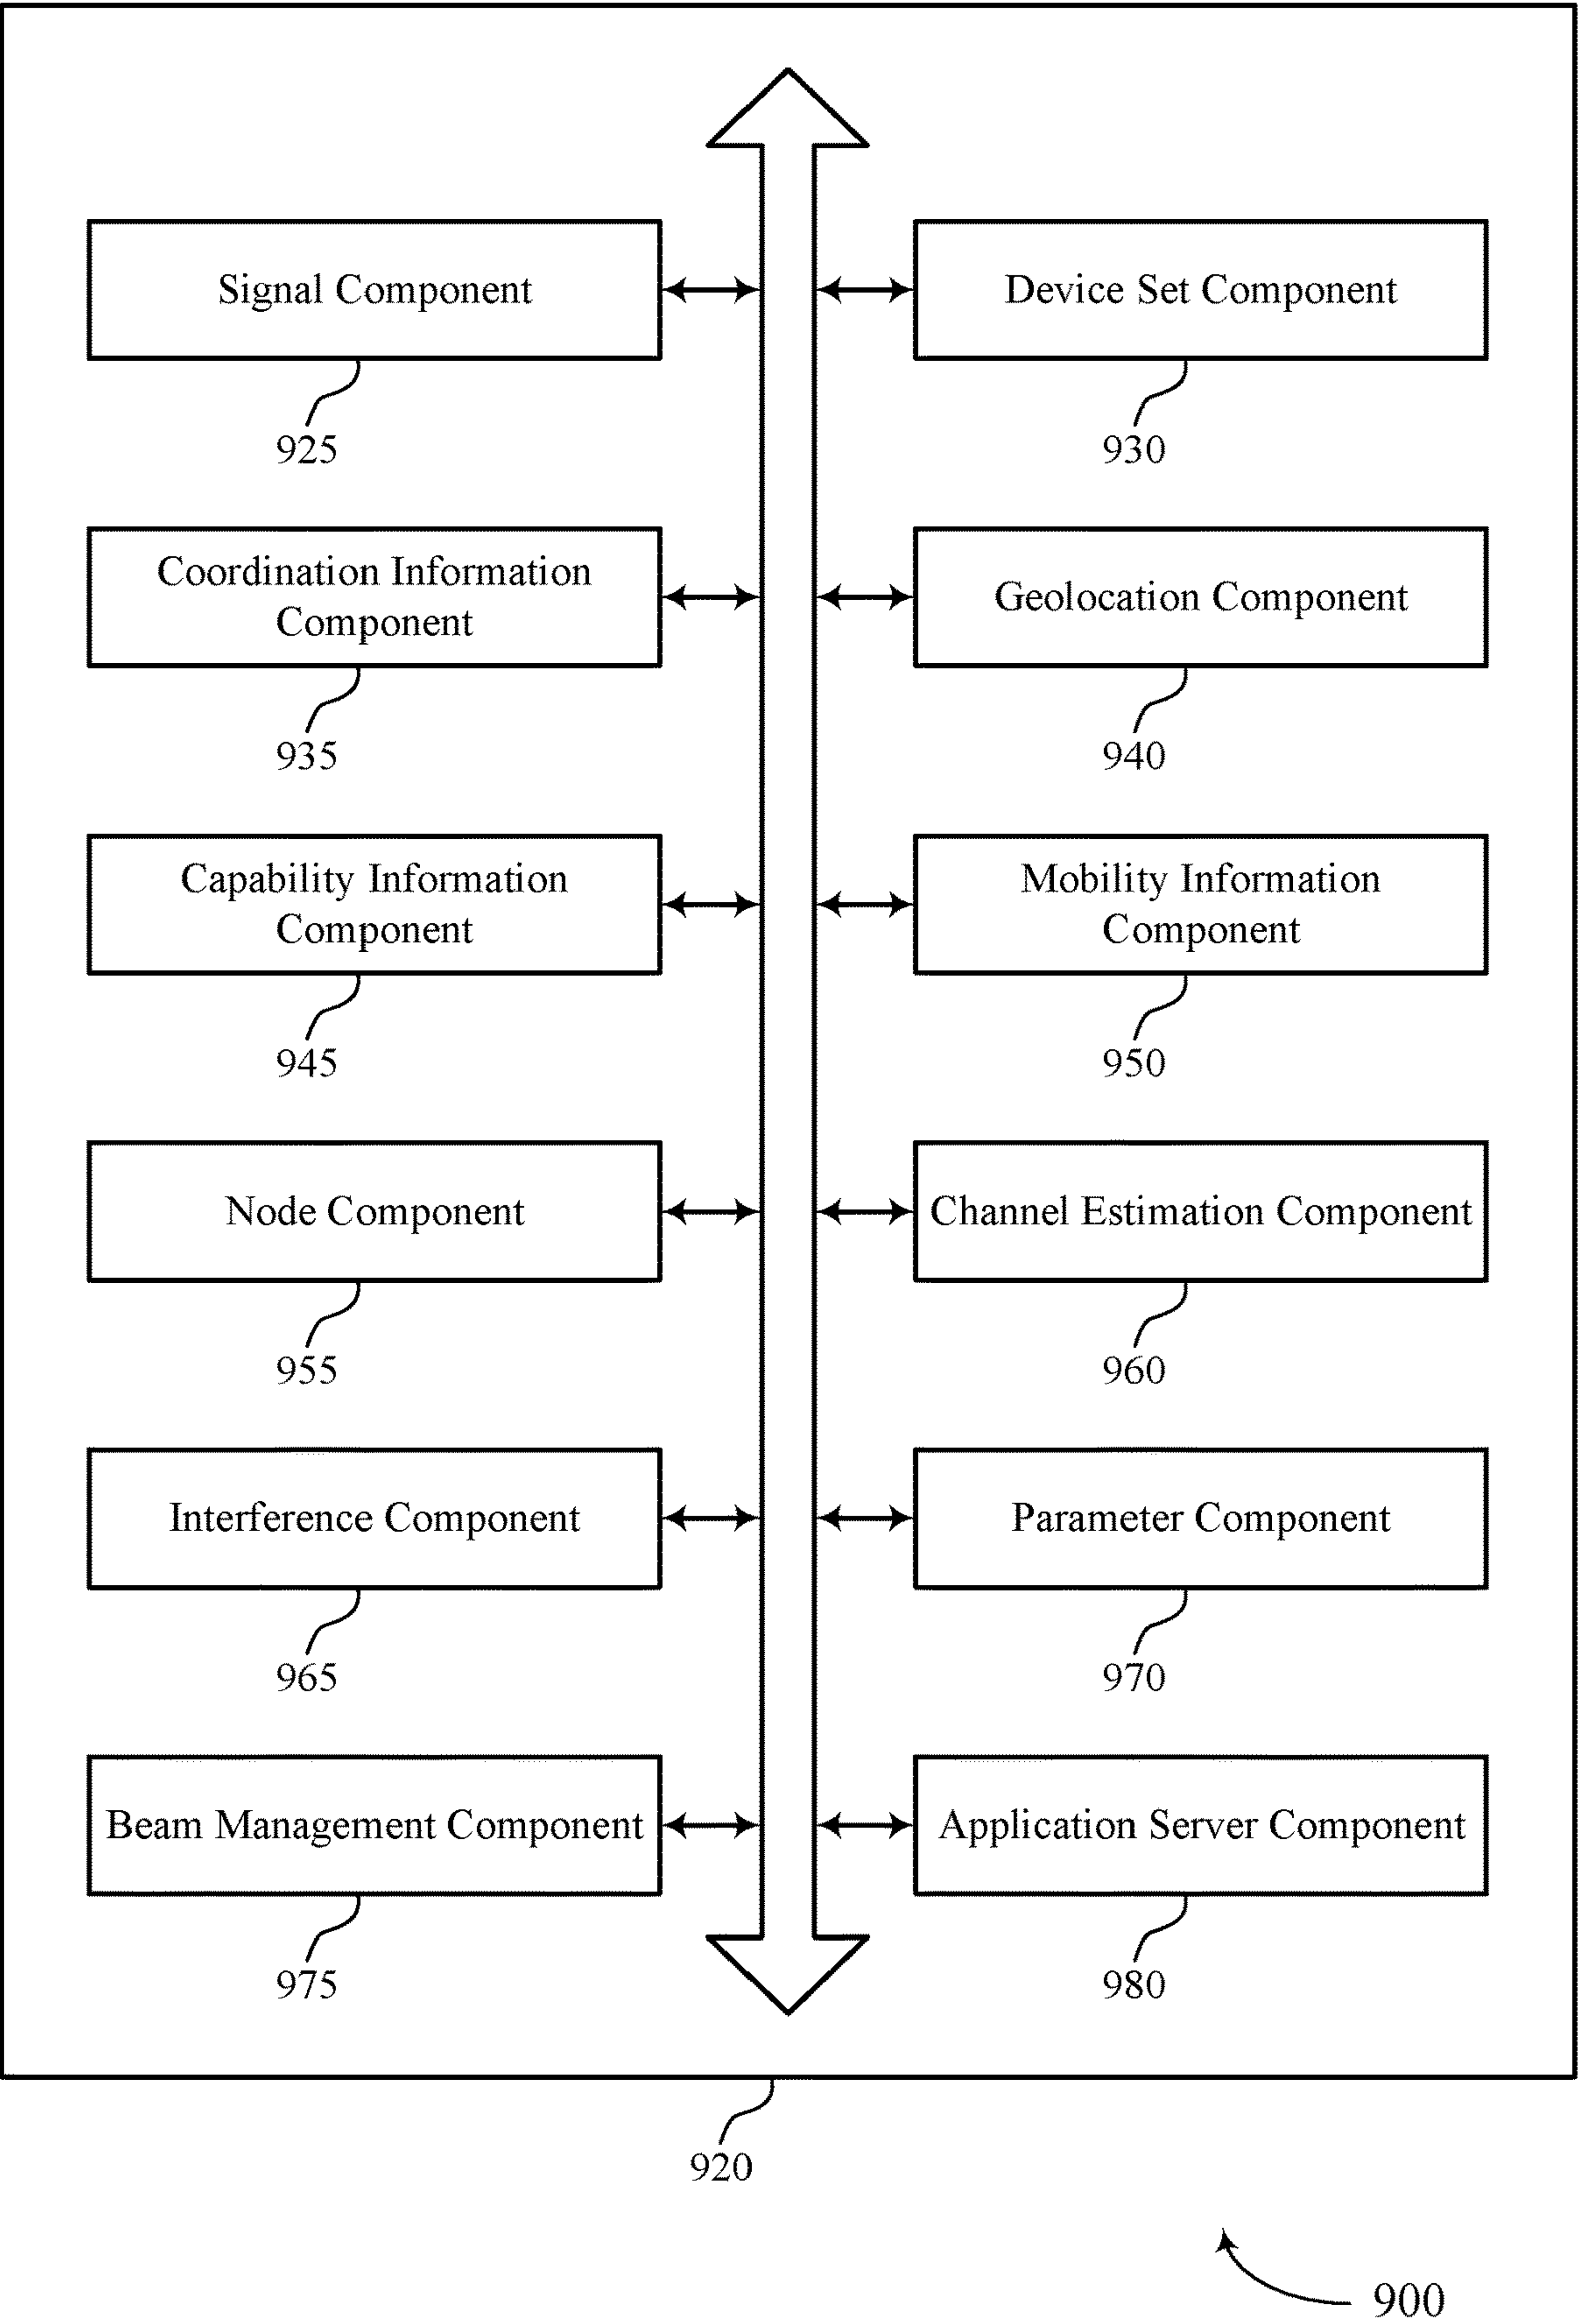 Signal Component
Device Set Component
925
930
Coordination Information
Component
Geolocation Component
935
940
Capability Information
Component
Mobility Information
Component
945
950
Node Component
Channel Estimation Component
955
960
Interference Component
Parameter Component
965
970
Beam Management Component
Application Server Component
975
980
920
900